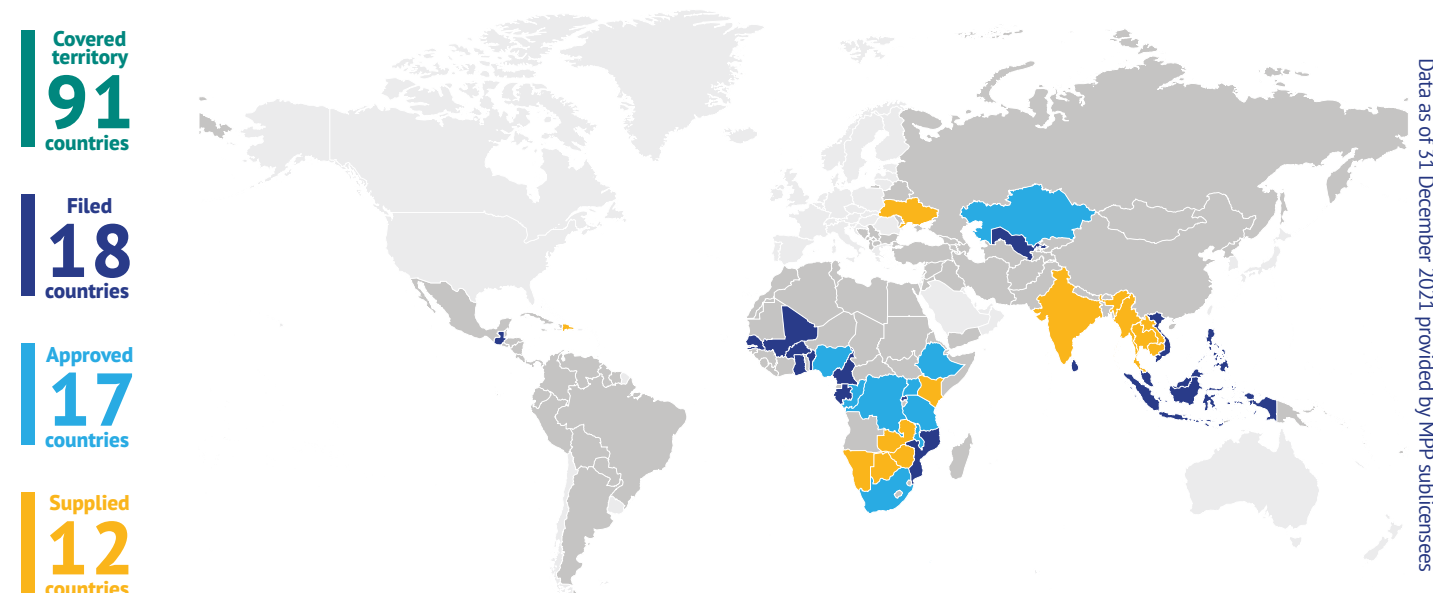 Covered
territory
91
countries
Filed
18
countries
Approved
17
countries
Supplied
12
countries
Data as of 31 December 2021 provided by MPP sublicensees